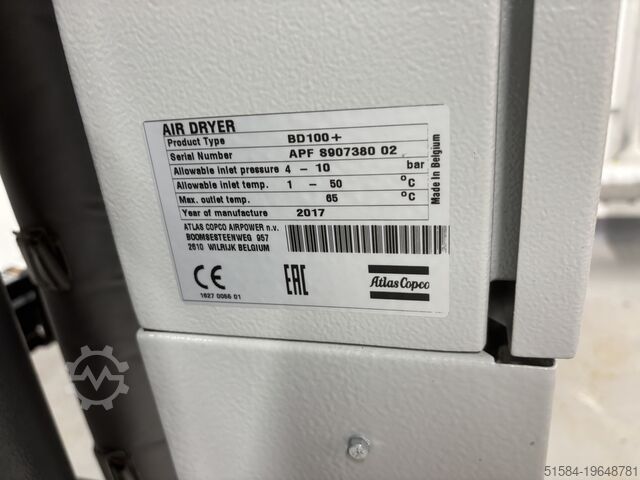 AIR DRYER
Product Type BD100+
Serial Number APF 8907380 02
Allowable inlet pressure 4 - 10 bar
Allowable inlet temp. 1 - 50 °C
Max. outlet temp. 65 °C
Year of manufacture 2017
Made in Belgium
ATLAS COPCO AIRPOWER n.v.
BOOMSESTEENWEG 957
2610 WILRIJK BELGIUM
CE
EAC
Atlas Copco
1627 0066 01
51584-19648781